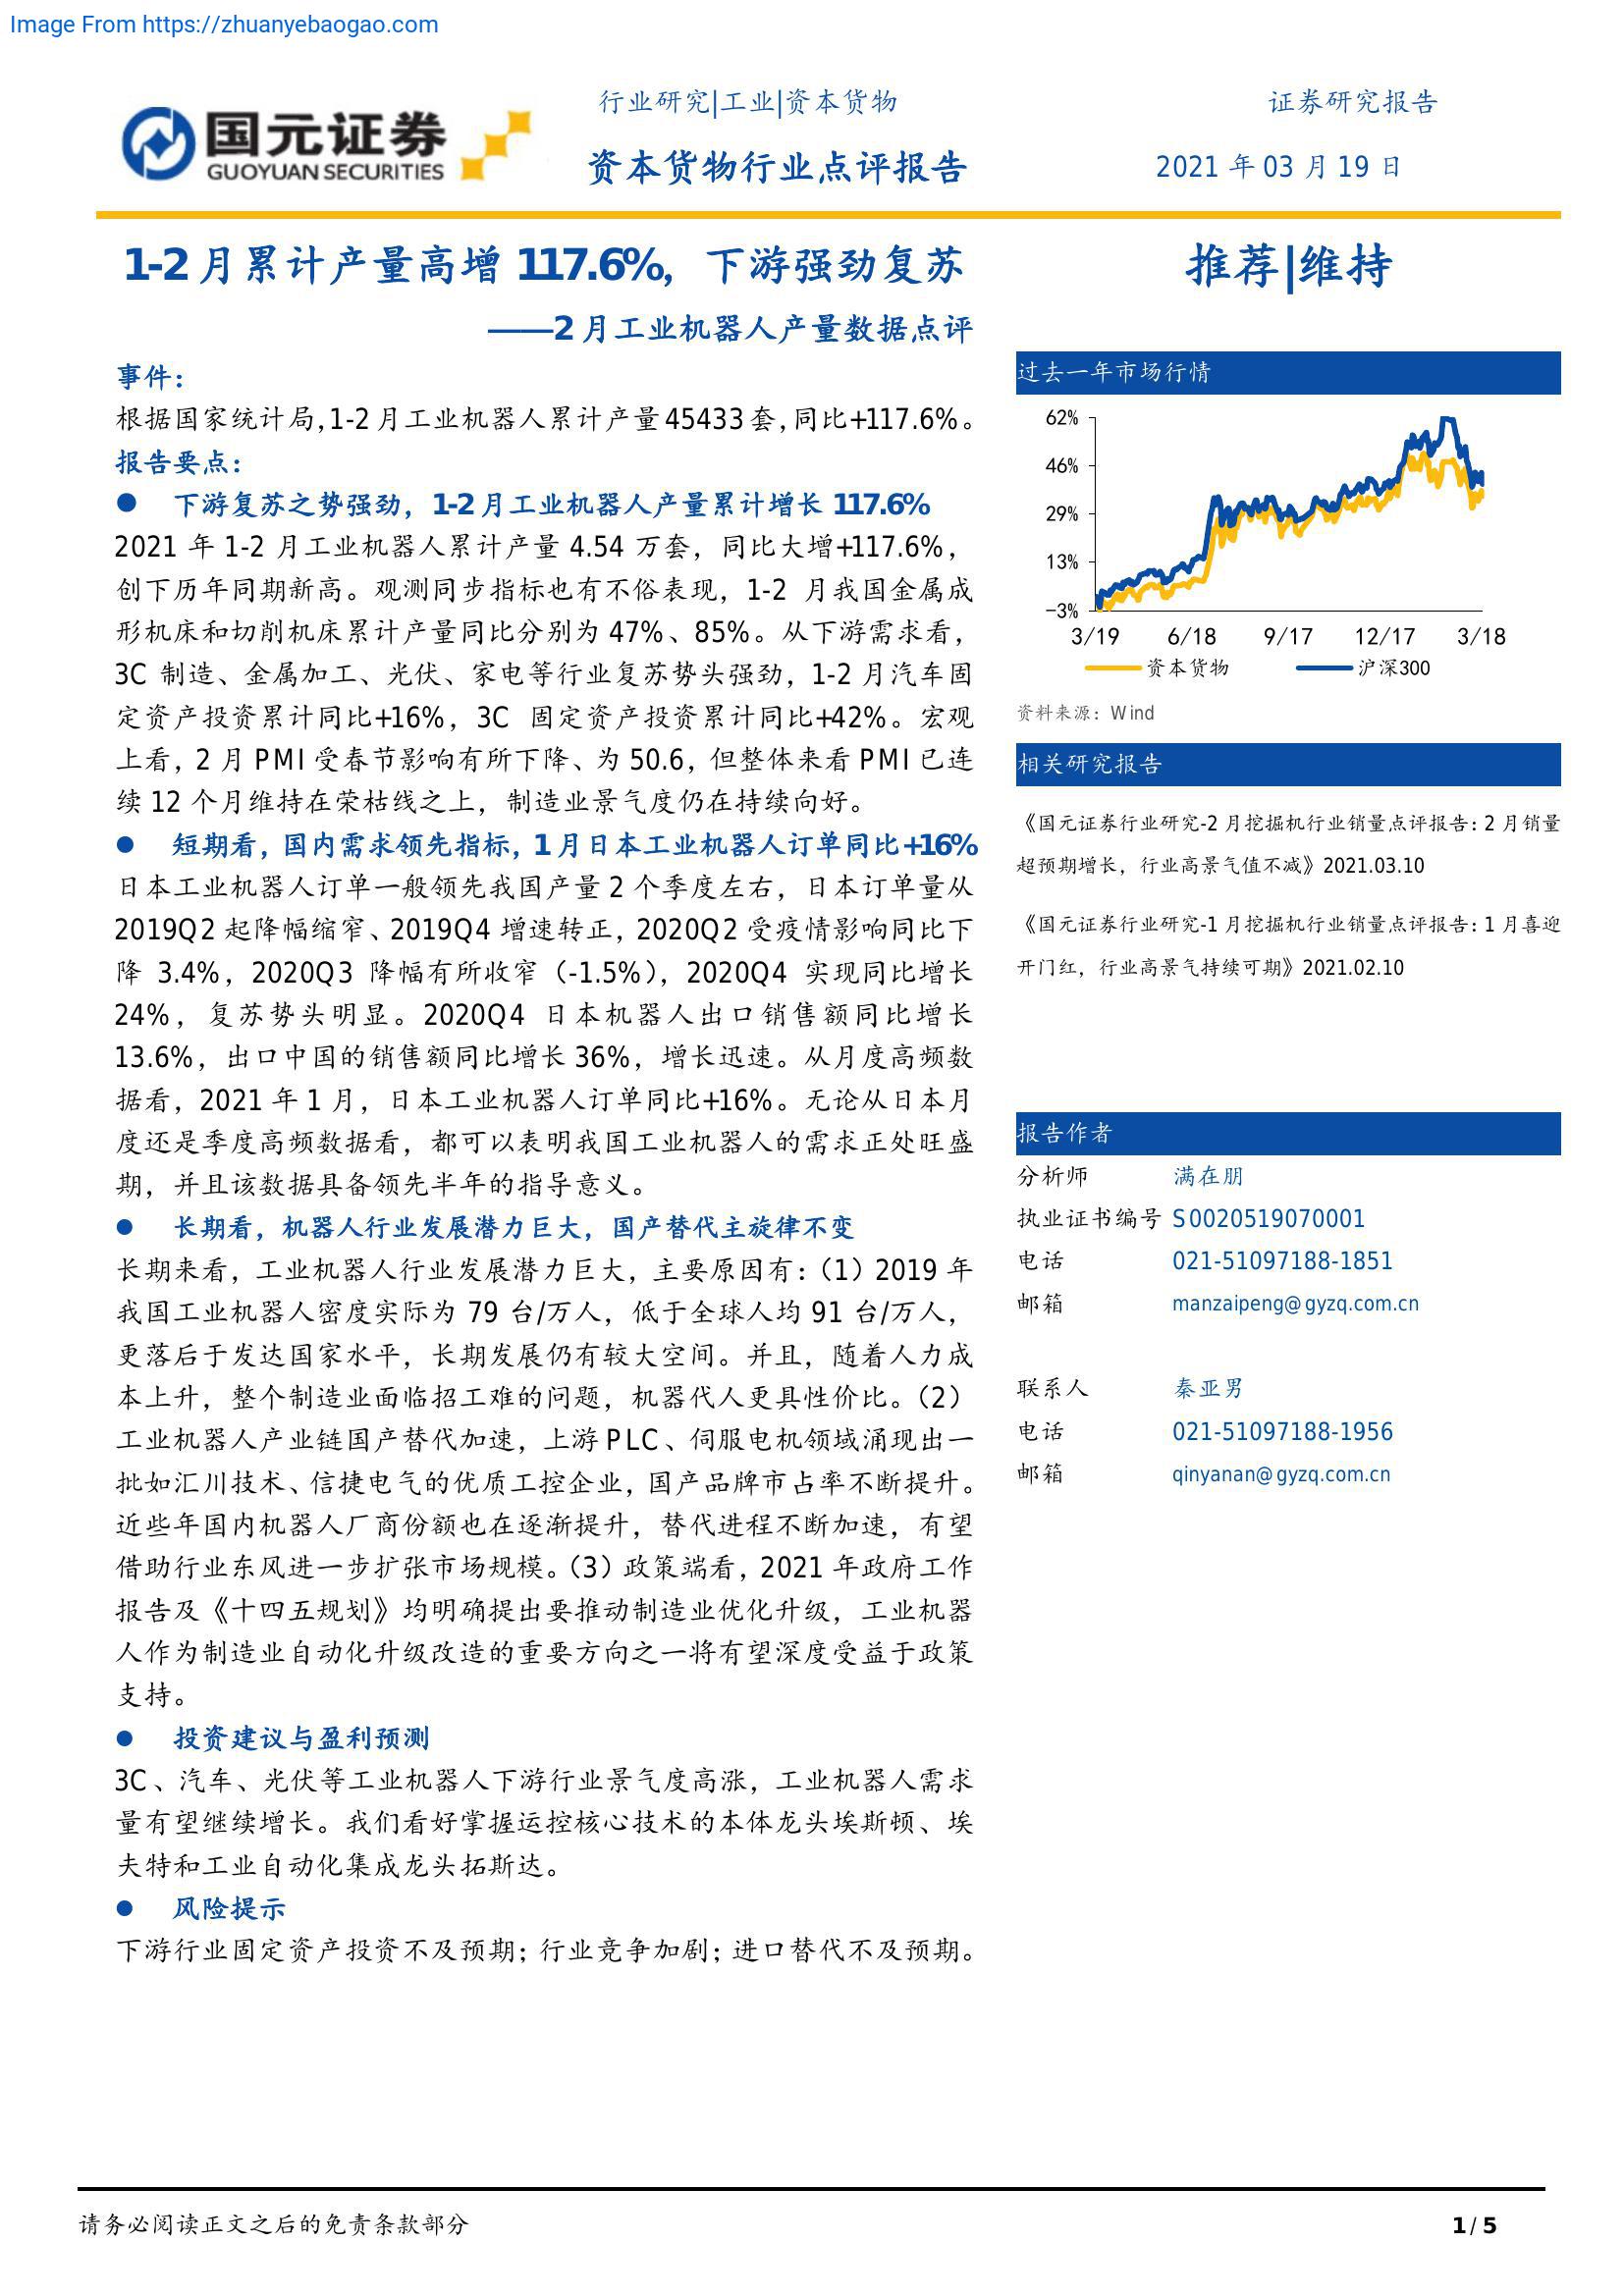 Image From https://zhuanyebaogao.com
国元证券
GUOYUAN SECURITIES
行业研究|工业|资本货物
证券研究报告
资本货物行业点评报告
2021 年 03 月 19 日
1-2 月累计产量高增 117.6%，下游强劲复苏
——2 月工业机器人产量数据点评
事件：
根据国家统计局，1-2 月工业机器人累计产量 45433 套，同比+117.6%。
报告要点：
● 下游复苏之势强劲，1-2 月工业机器人产量累计增长 117.6%
2021 年 1-2 月工业机器人累计产量 4.54 万套，同比大增+117.6%，
创下历年同期新高。观测同步指标也有不俗表现，1-2 月我国金属成
形机床和切削机床累计产量同比分别为 47%、85%。从下游需求看，
3C 制造、金属加工、光伏、家电等行业复苏势头强劲，1-2 月汽车固
定资产投资累计同比+16%，3C 固定资产投资累计同比+42%。宏观
上看，2 月 PMI 受春节影响有所下降、为 50.6，但整体来看 PMI 已连
续 12 个月维持在荣枯线之上，制造业景气度仍在持续向好。
● 短期看，国内需求领先指标，1 月日本工业机器人订单同比+16%
日本工业机器人订单一般领先我国产量 2 个季度左右，日本订单量从
2019Q2 起降幅缩窄、2019Q4 增速转正，2020Q2 受疫情影响同比下
降 3.4%，2020Q3 降幅有所收窄（-1.5%），2020Q4 实现同比增长
24%，复苏势头明显。2020Q4 日本机器人出口销售额同比增长
13.6%，出口中国的销售额同比增长 36%，增长迅速。从月度高频数
据看，2021 年 1 月，日本工业机器人订单同比+16%。无论从日本月
度还是季度高频数据看，都可以表明我国工业机器人的需求正处旺盛
期，并且该数据具备领先半年的指导意义。
● 长期看，机器人行业发展潜力巨大，国产替代主旋律不变
长期来看，工业机器人行业发展潜力巨大，主要原因有：（1）2019 年
我国工业机器人密度实际为 79 台/万人，低于全球人均 91 台/万人，
更落后于发达国家水平，长期发展仍有较大空间。并且，随着人力成
本上升，整个制造业面临招工难的问题，机器代人更具性价比。（2）
工业机器人产业链国产替代加速，上游 PLC、伺服电机领域涌现出一
批如汇川技术、信捷电气的优质工控企业，国产品牌市占率不断提升。
近些年国内机器人厂商份额也在逐渐提升，替代进程不断加速，有望
借助行业东风进一步扩张市场规模。（3）政策端看，2021 年政府工作
报告及《十四五规划》均明确提出要推动制造业优化升级，工业机器
人作为制造业自动化升级改造的重要方向之一将有望深度受益于政策
支持。
● 投资建议与盈利预测
3C、汽车、光伏等工业机器人下游行业景气度高涨，工业机器人需求
量有望继续增长。我们看好掌握运控核心技术的本体龙头埃斯顿、埃
夫特和工业自动化集成龙头拓斯达。
● 风险提示
下游行业固定资产投资不及预期；行业竞争加剧；进口替代不及预期。
推荐|维持
过去一年市场行情
62%
46%
29%
13%
-3%
3/19 6/18 9/17 12/17 3/18
资本货物 沪深300
资料来源：Wind
相关研究报告
《国元证券行业研究-2 月挖掘机行业销量点评报告：2 月销量
超预期增长，行业高景气值不减》2021.03.10
《国元证券行业研究-1 月挖掘机行业销量点评报告：1 月喜迎
开门红，行业高景气持续可期》2021.02.10
报告作者
分析师 满在朋
执业证书编号 S0020519070001
电话 021-51097188-1851
邮箱 manzaipeng@gyzq.com.cn
联系人 秦亚男
电话 021-51097188-1956
邮箱 qinyanan@gyzq.com.cn
请务必阅读正文之后的免责条款部分
1 / 5